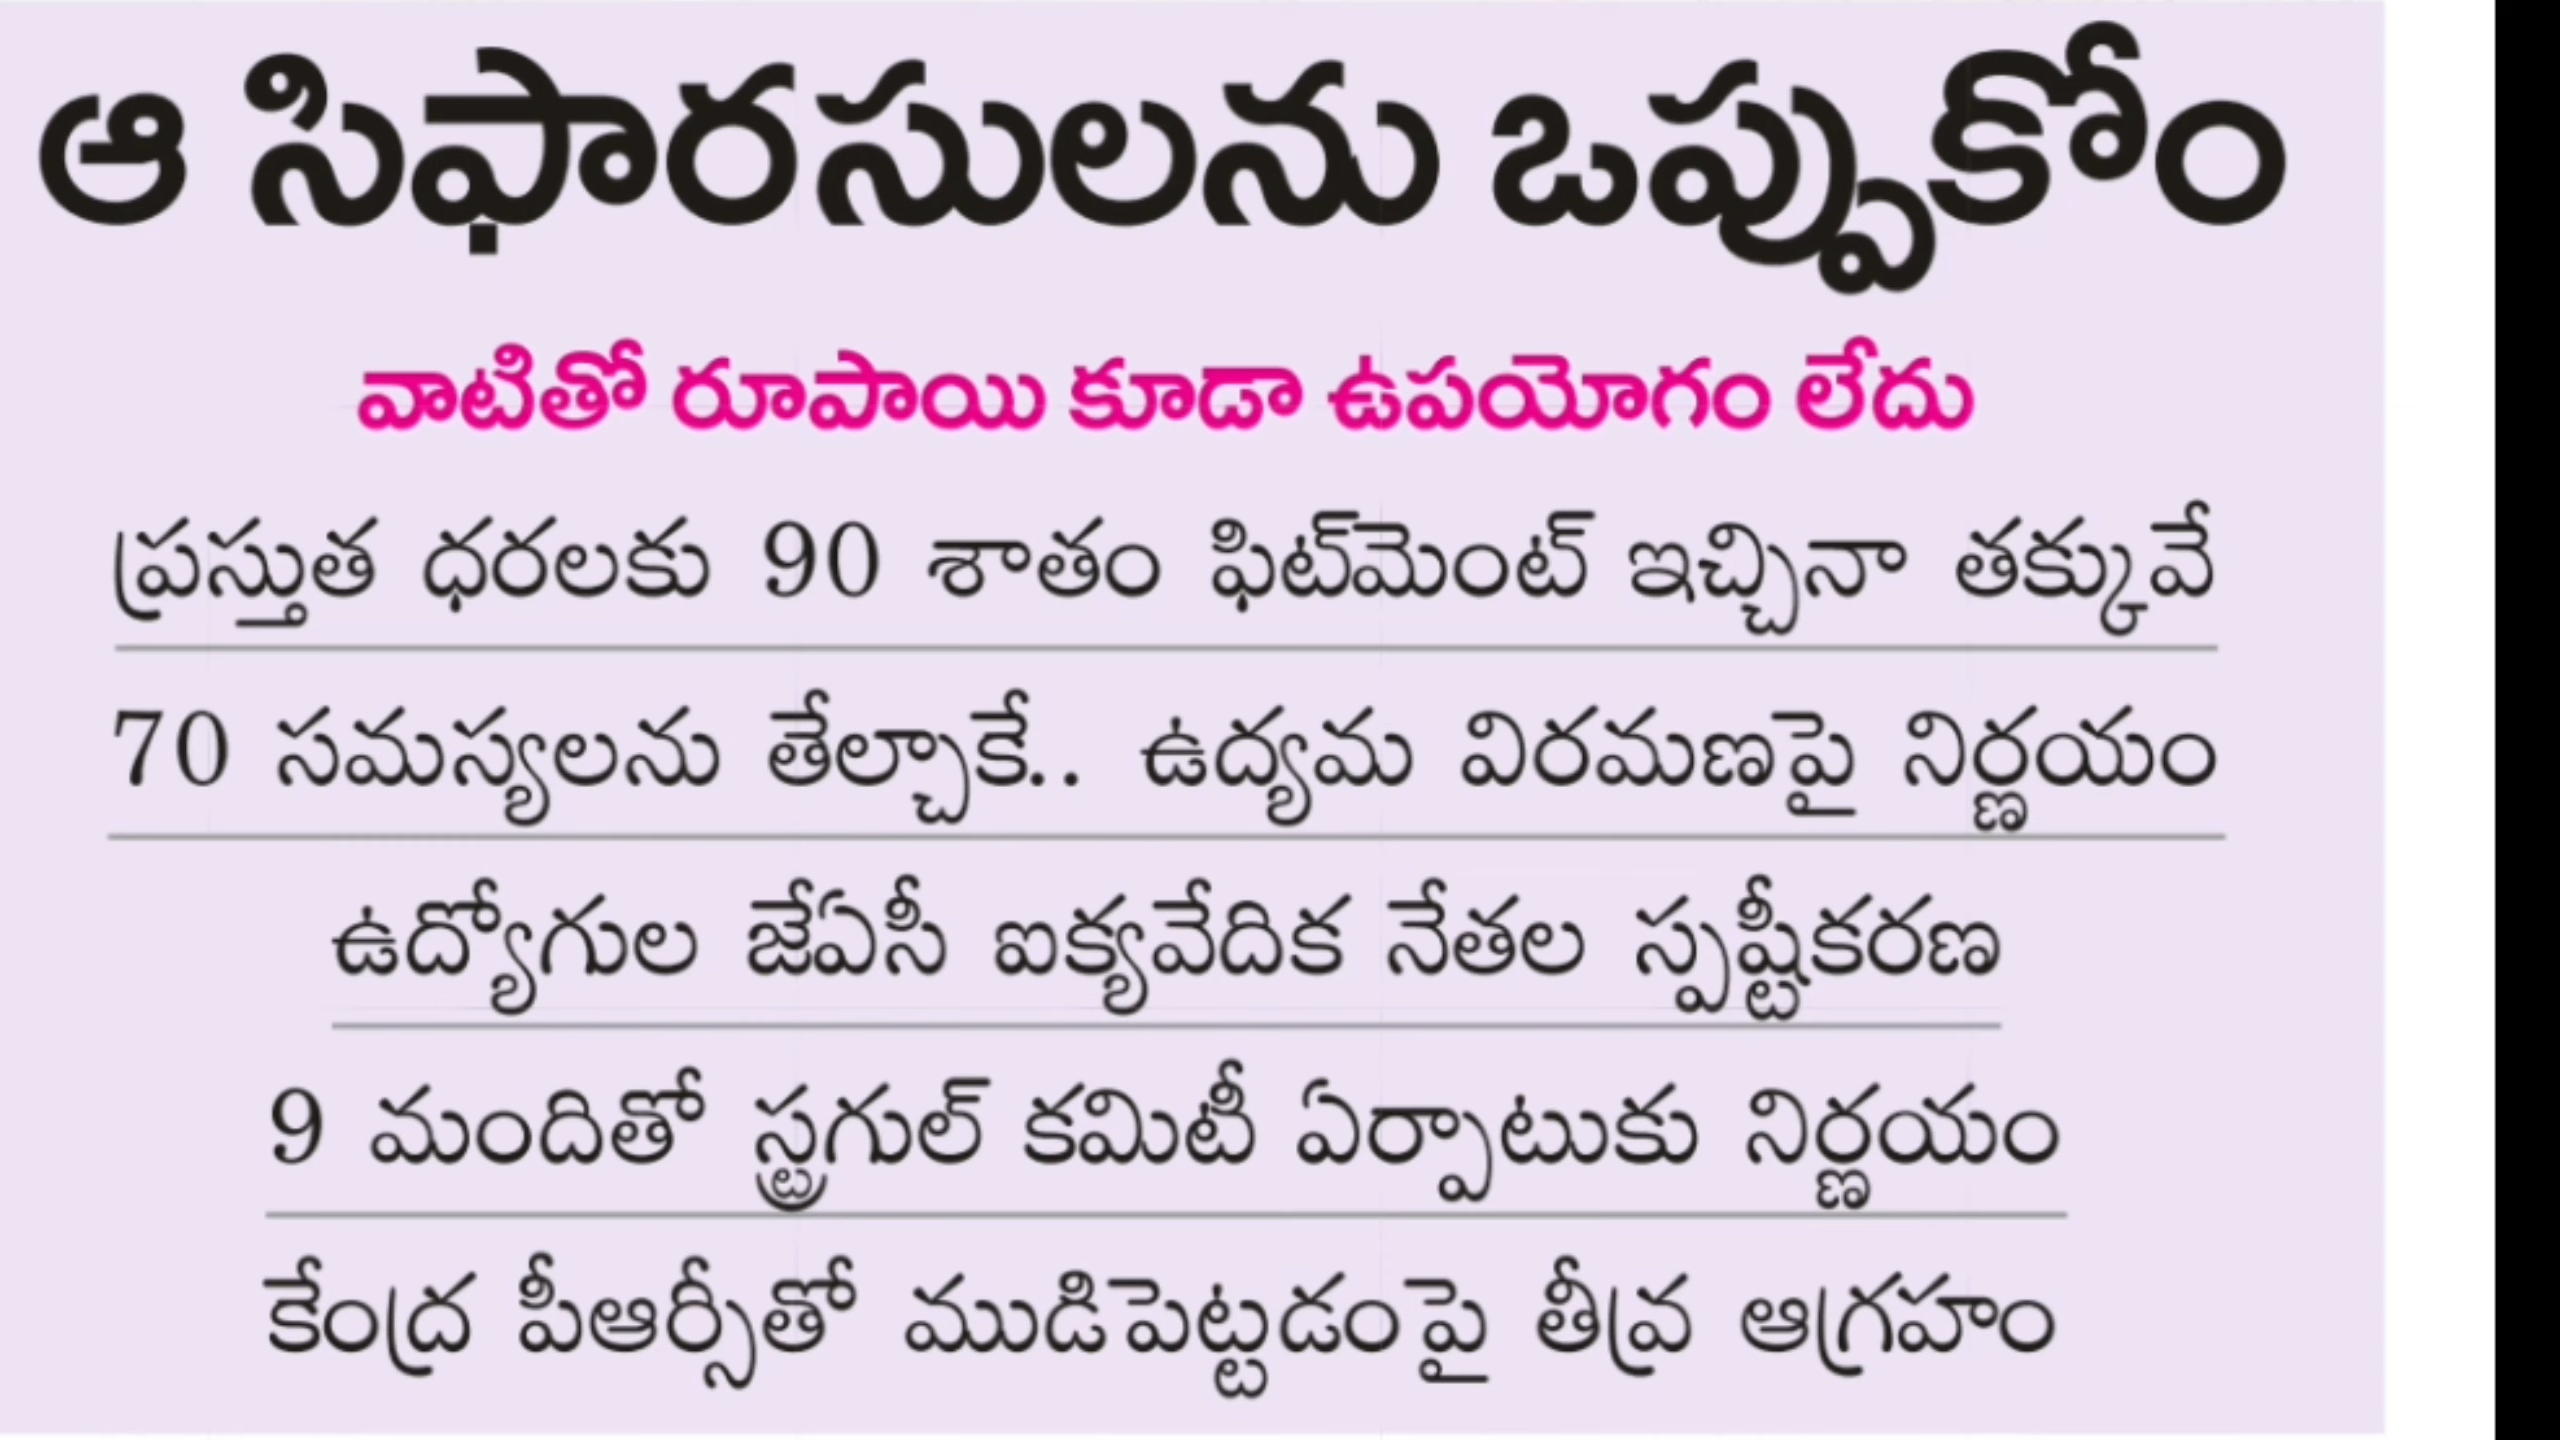 ఆ సిఫారసులను ఒప్పుకోం
వాటితో రూపాయి కూడా ఉపయోగం లేదు
ప్రస్తుత ధరలకు 90 శాతం ఫిట్‌మెంట్ ఇచ్చినా తక్కువే
70 సమస్యలను తేల్చాకే.. ఉద్యమ విరమణపై నిర్ణయం
ఉద్యోగుల జేఏసీ ఐక్యవేదిక నేతల స్పష్టీకరణ
9 మందితో స్ట్రగుల్ కమిటీ ఏర్పాటుకు నిర్ణయం
కేంద్ర పీఆర్సీతో ముడిపెట్టడంపై తీవ్ర ఆగ్రహం